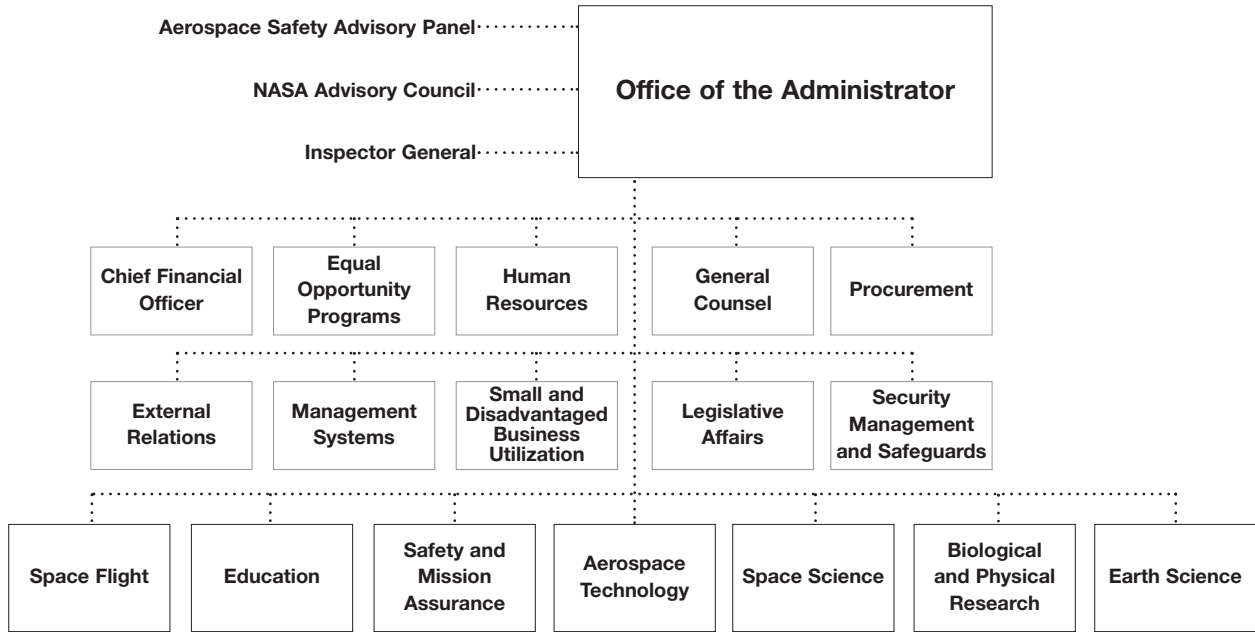 Aerospace Safety Advisory Panel
Office of the Administrator
NASA Advisory Council
Inspector General
Chief Financial
Officer
Equal
Opportunity
Programs
Human
Resources
General
Counsel
Procurement
External
Relations
Management
Systems
Small and
Disadvantaged
Business
Utilization
Legislative
Affairs
Security
Management
and Safeguards
Space Flight
Education
Safety and
Mission
Assurance
Aerospace
Technology
Space Science
Biological
and Physical
Research
Earth Science